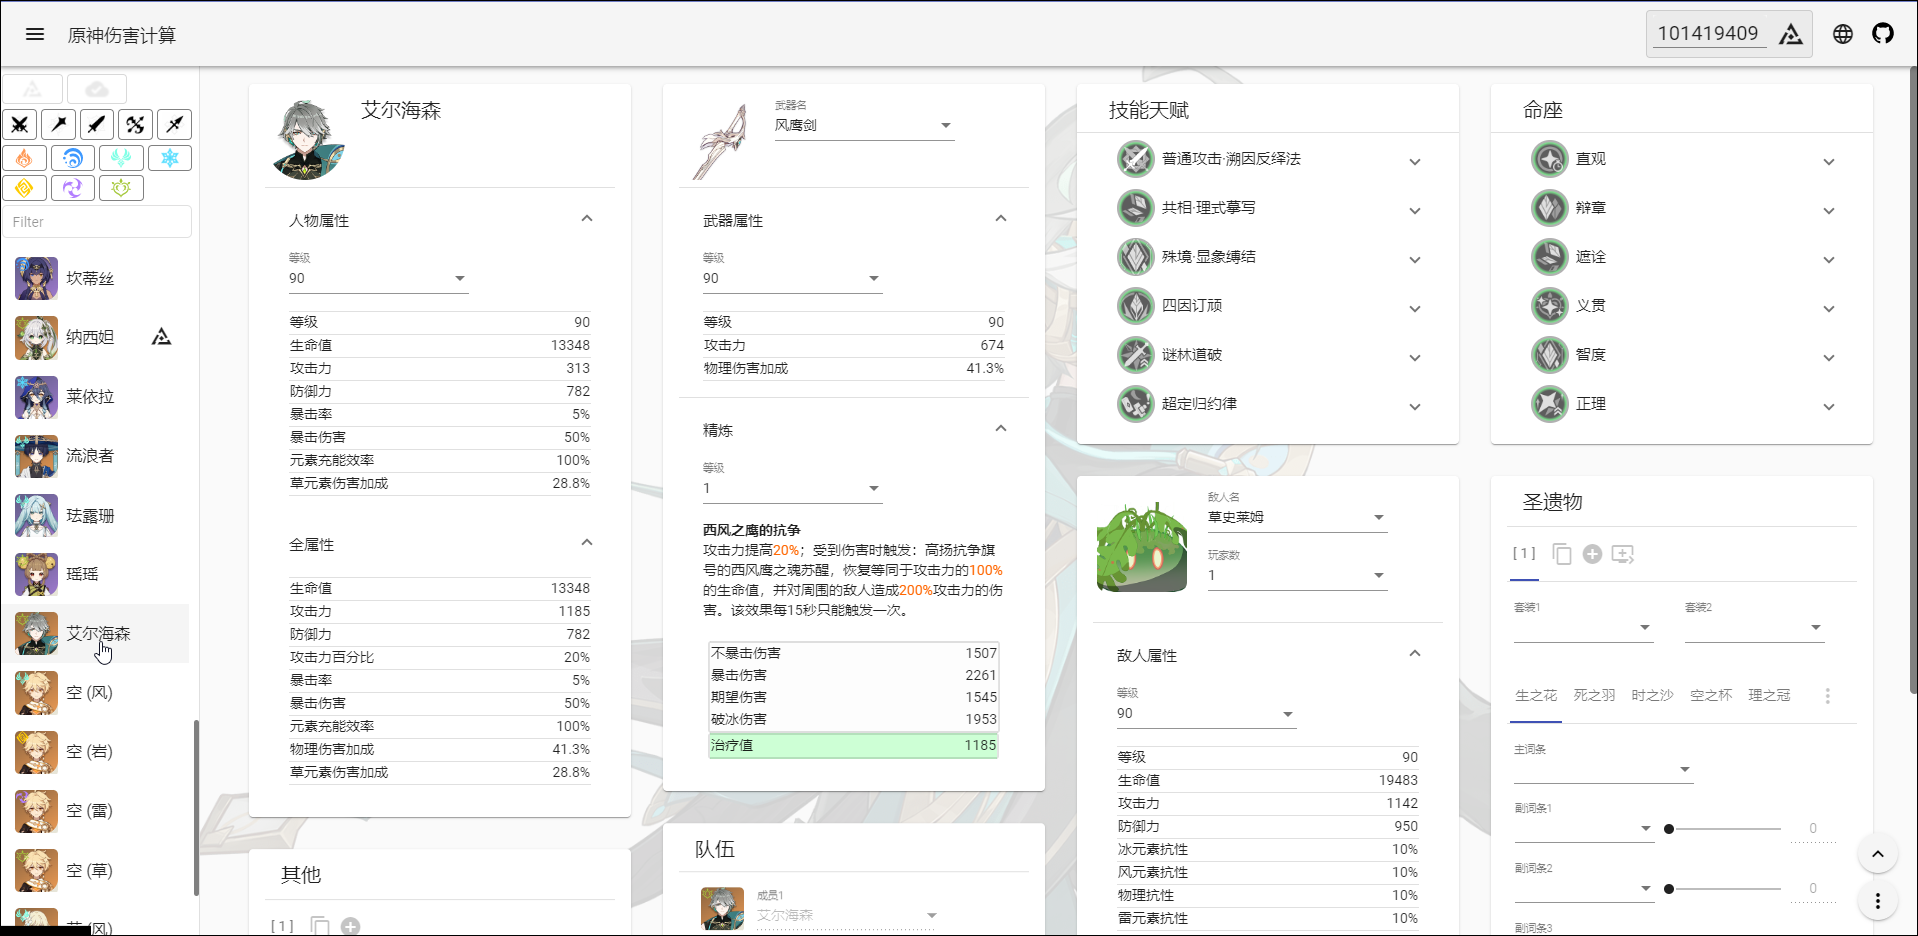 原神伤害计算
101419409
Filter
坎蒂丝
纳西妲
莱依拉
流浪者
珐露珊
瑶瑶
艾尔海森
空 (风)
空 (岩)
空 (雷)
空 (草)
艾尔海森
人物属性
等级
90
等级 90
生命值 13348
攻击力 313
防御力 782
暴击率 5%
暴击伤害 50%
元素充能效率 100%
草元素伤害加成 28.8%
全属性
生命值 13348
攻击力 1185
防御力 782
攻击力百分比 20%
暴击率 5%
暴击伤害 50%
元素充能效率 100%
物理伤害加成 41.3%
草元素伤害加成 28.8%
其他
[ 1 ]
武器名
风鹰剑
武器属性
等级
90
等级 90
攻击力 674
物理伤害加成 41.3%
精炼
等级
1
西风之鹰的抗争
攻击力提高20%；受到伤害时触发：高扬抗争旗
号的西风鹰之魂苏醒，恢复等同于攻击力的100%
的生命值，并对周围的敌人造成200%攻击力的伤
害。该效果每15秒只能触发一次。
不暴击伤害 1507
暴击伤害 2261
期望伤害 1545
破冰伤害 1953
治疗值 1185
队伍
成员1
艾尔海森
技能天赋
普通攻击·溯因反绎法
共相·理式摹写
殊境·显象缚结
四因订顽
谜林道破
超定归约律
敌人名
草史莱姆
玩家数
1
敌人属性
等级
90
等级 90
生命值 19483
攻击力 1142
防御力 950
冰元素抗性 10%
风元素抗性 10%
物理抗性 10%
雷元素抗性 10%
命座
直观
辩章
遮诠
义贯
智度
正理
圣遗物
[ 1 ]
套装1 套装2
生之花 死之羽 时之沙 空之杯 理之冠
主词条
副词条1
0
副词条2
0
副词条3